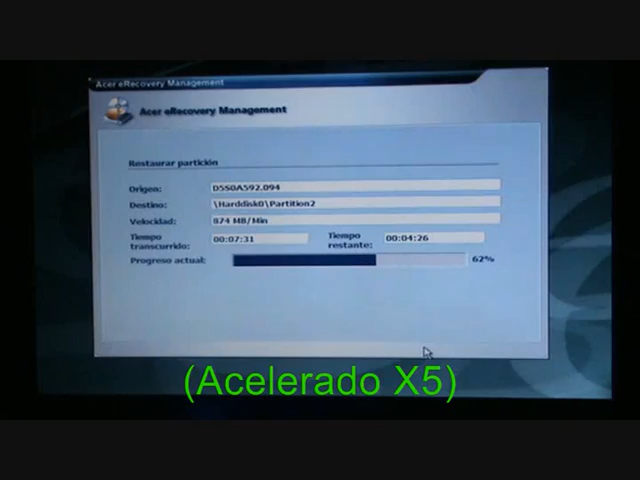 Acer eRecovery Management
Acer eRecovery Management
Restaurar partición
Origen: D5S0A592.094
Destino: \Harddisk0\Partition2
Velocidad: 874 MB/Min
Tiempo transcurrido: 00:07:31 Tiempo restante: 00:04:26
Progreso actual: 62%
(Acelerado X5)